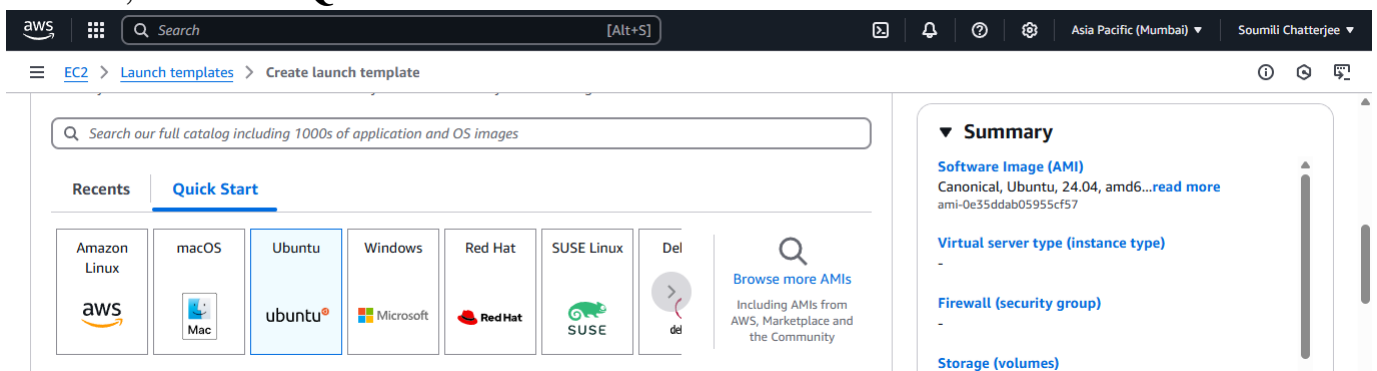 aws
Search
[Alt+S]
Asia Pacific (Mumbai) ▼
Soumili Chatterjee ▼
EC2 > Launch templates > Create launch template
Search our full catalog including 1000s of application and OS images
Recents
Quick Start
Amazon Linux
aws
macOS
Mac
Ubuntu
ubuntu
Windows
Microsoft
Red Hat
Red Hat
SUSE Linux
SUSE
Browse more AMIs
Including AMIs from
AWS, Marketplace and
the Community
▼ Summary
Software Image (AMI)
Canonical, Ubuntu, 24.04, amd6...read more
ami-0e35ddab05955cf57
Virtual server type (instance type)
-
Firewall (security group)
-
Storage (volumes)